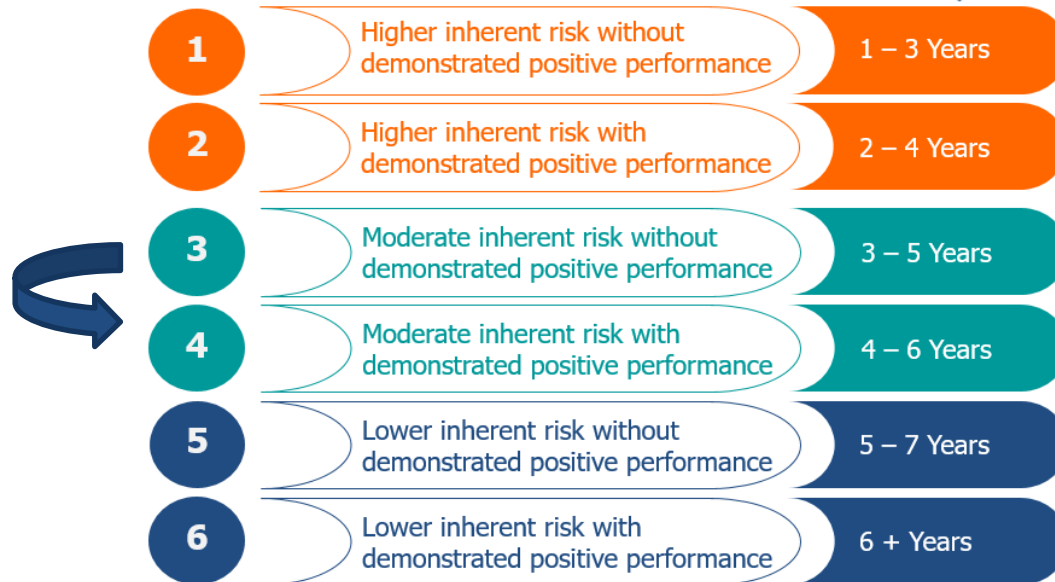 1
Higher inherent risk without
demonstrated positive performance
1 – 3 Years
2
Higher inherent risk with
demonstrated positive performance
2 – 4 Years
3
Moderate inherent risk without
demonstrated positive performance
3 – 5 Years
4
Moderate inherent risk with
demonstrated positive performance
4 – 6 Years
5
Lower inherent risk without
demonstrated positive performance
5 – 7 Years
6
Lower inherent risk with
demonstrated positive performance
6 + Years